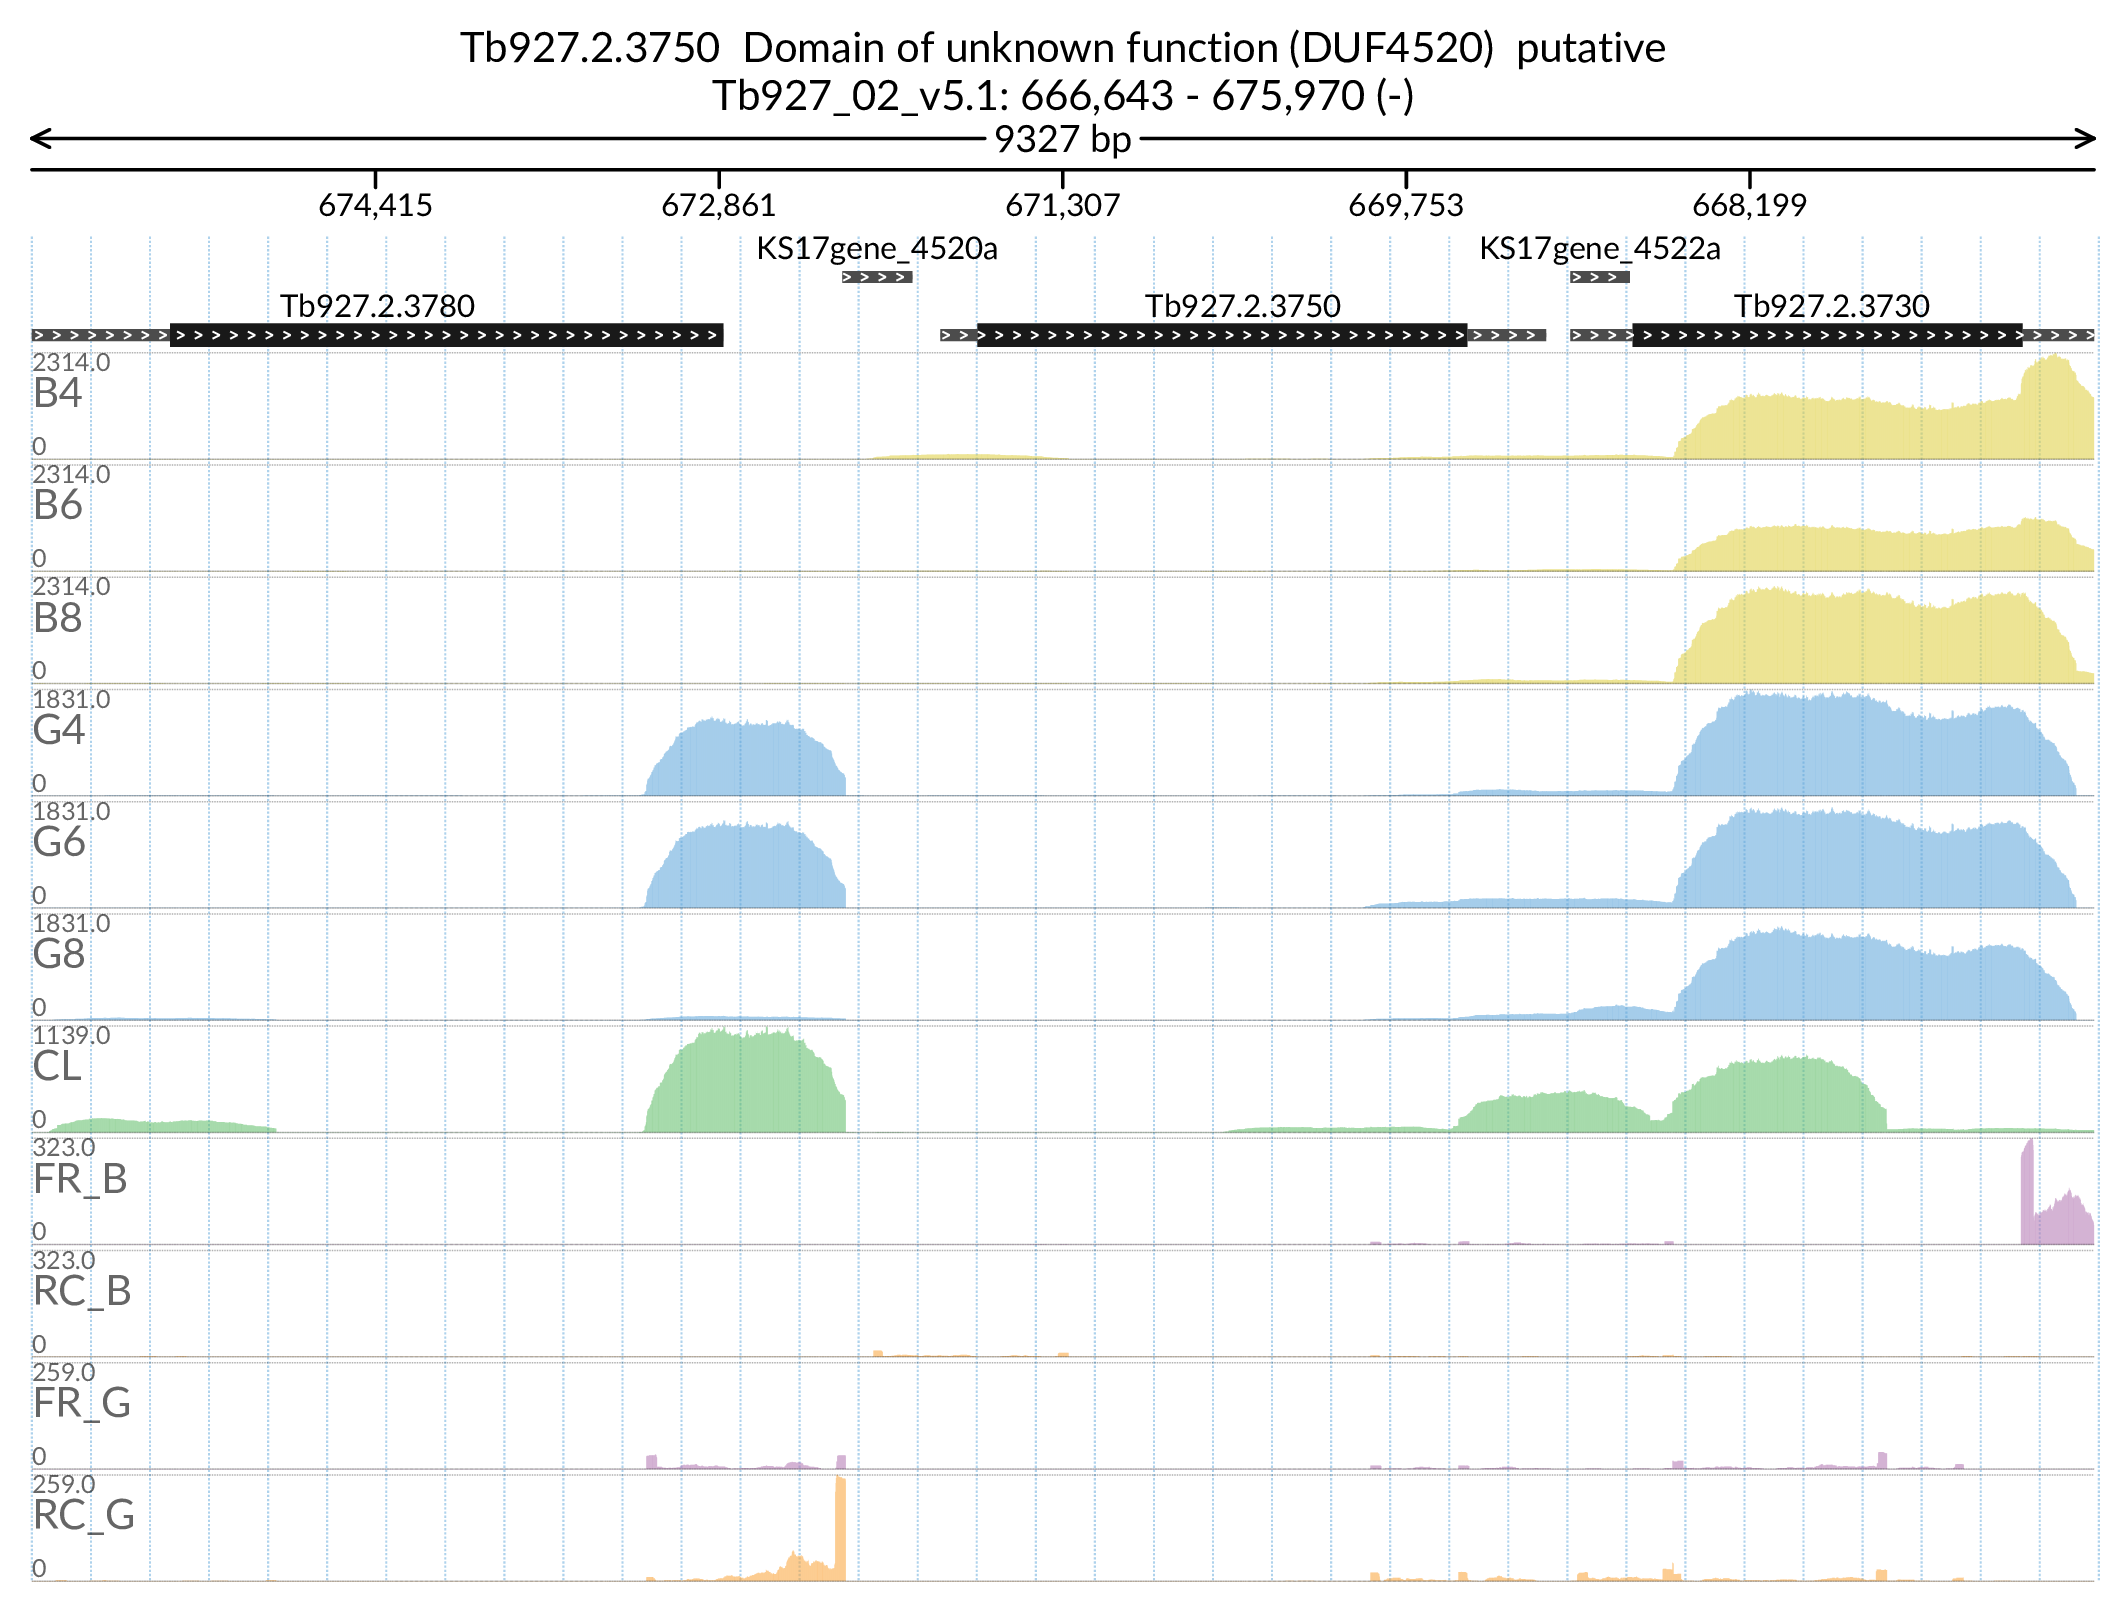 Tb927.2.3750  Domain of unknown function (DUF4520)  putative
Tb927_02_v5.1: 666,643 - 675,970 (-)
9327 bp
674,415 672,861 671,307 669,753 668,199
KS17gene_4520a KS17gene_4522a
Tb927.2.3780 Tb927.2.3750 Tb927.2.3730
2314.0
B4
0
2314.0
B6
0
2314.0
B8
0
1831.0
G4
0
1831.0
G6
0
1831.0
G8
0
1139.0
CL
0
323.0
FR_B
0
323.0
RC_B
0
259.0
FR_G
0
259.0
RC_G
0